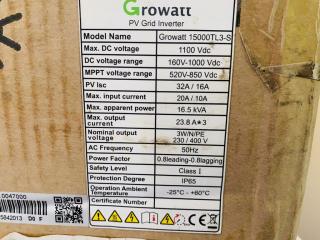 Growatt
PV Grid Inverter
Model Name Growatt 15000TL3-S
Max. DC voltage 1100 Vdc
DC voltage range 160V-1000 Vdc
MPPT voltage range 520V-850 Vdc
PV Isc 32A / 16A
Max. input current 20A / 10A
Max. apparent power 16.5 kVA
Max. output current 23.8 A*3
Nominal output voltage 3W/N/PE 230 / 400 V
AC Frequency 50Hz
Power Factor 0.8leading-0.8lagging
Safety Level Class I
Protection Degree IP65
Operation Ambient Temperature -25°C - +60°C
Certificate Number
0047000
5842013 D0 F